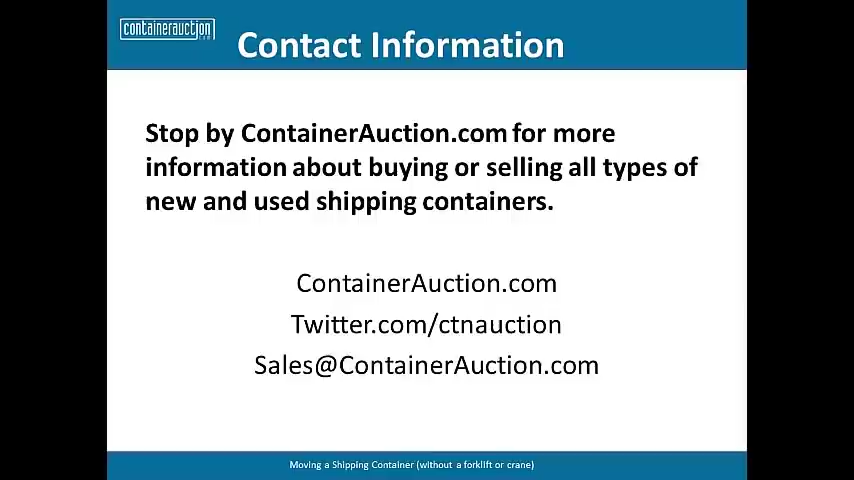 containerauction
.com
Contact Information
Stop by ContainerAuction.com for more
information about buying or selling all types of
new and used shipping containers.
ContainerAuction.com
Twitter.com/ctnauction
Sales@ContainerAuction.com
Moving a Shipping Container (without a forklift or crane)